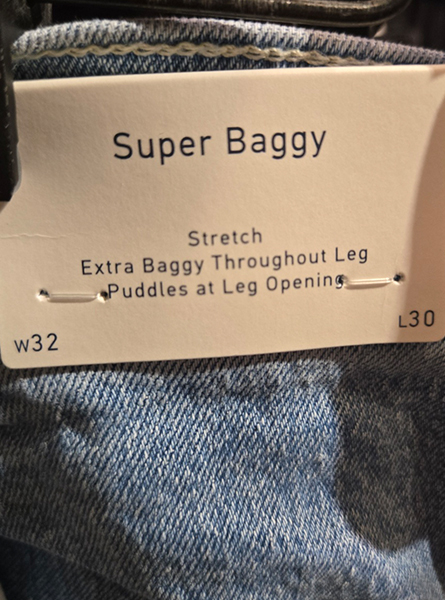 Super Baggy
Stretch
Extra Baggy Throughout Leg
Puddles at Leg Opening
W32
L30